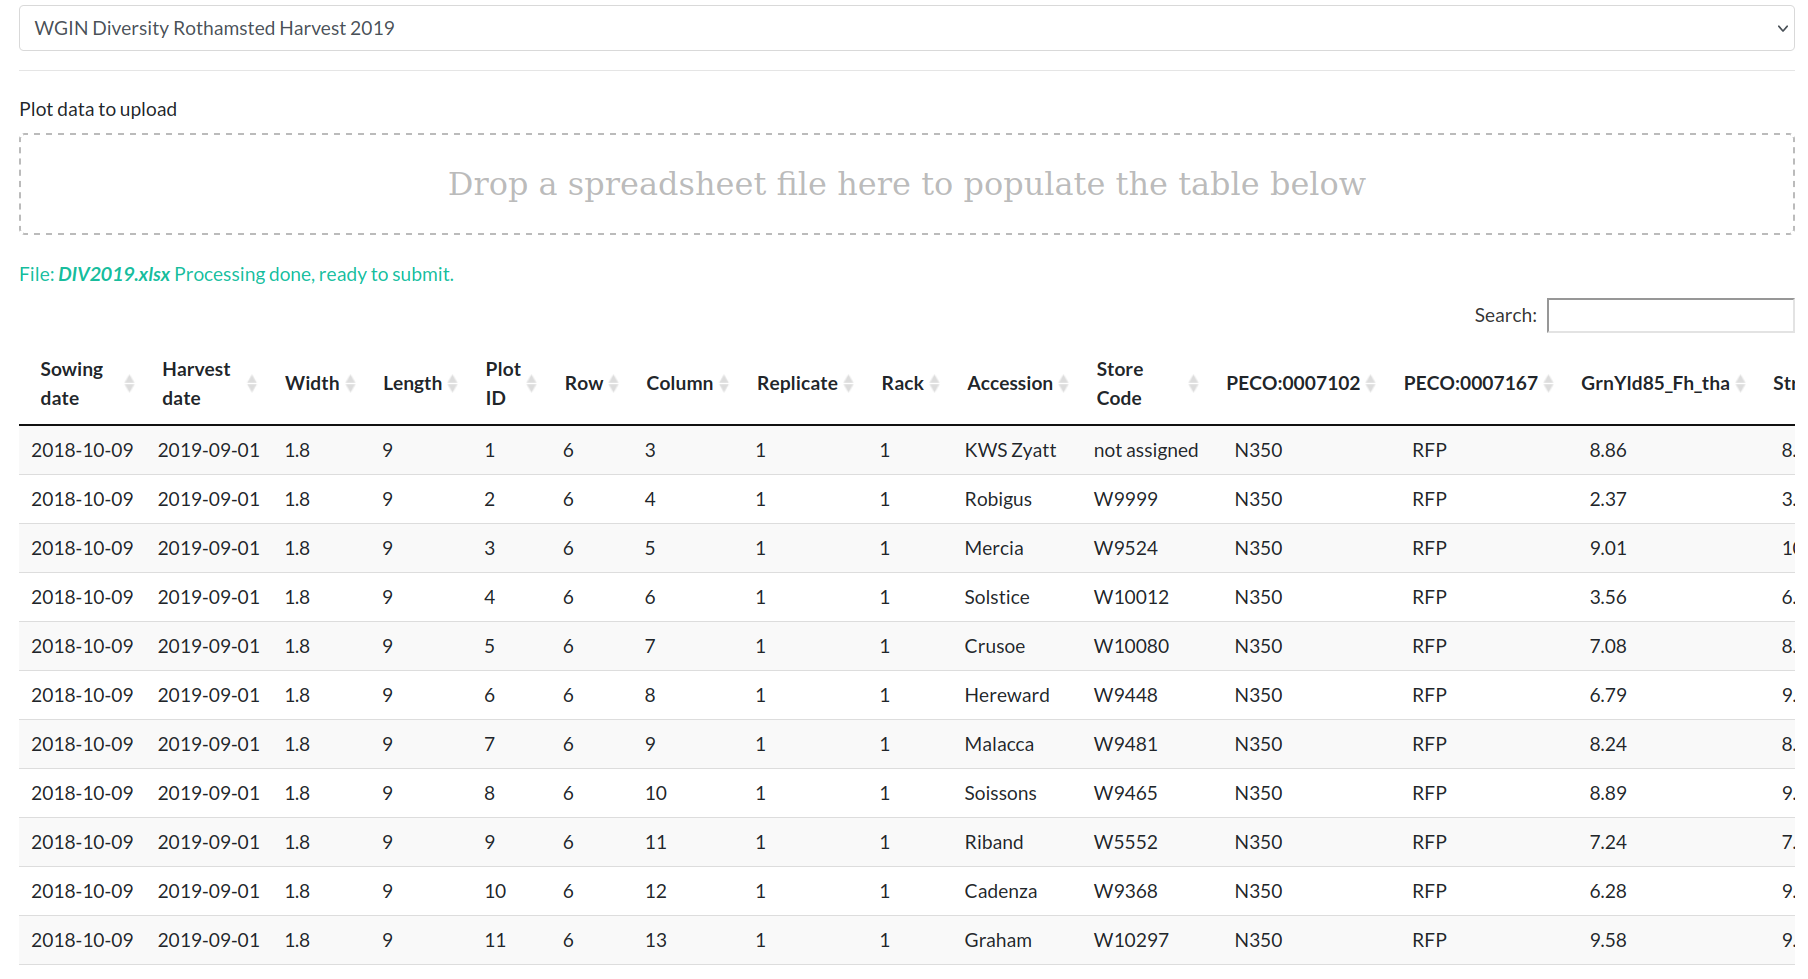 WGIN Diversity Rothamsted Harvest 2019
Plot data to upload
Drop a spreadsheet file here to populate the table below
File: DIV2019.xlsx Processing done, ready to submit.
Search:
Sowing date Harvest date Width Length Plot ID Row Column Replicate Rack Accession Store Code PECO:0007102 PECO:0007167 GrnYld85_Fh_tha Str
2018-10-09 2019-09-01 1.8 9 1 6 3 1 1 KWS Zyatt not assigned N350 RFP 8.86 8.
2018-10-09 2019-09-01 1.8 9 2 6 4 1 1 Robigus W9999 N350 RFP 2.37 3.
2018-10-09 2019-09-01 1.8 9 3 6 5 1 1 Mercia W9524 N350 RFP 9.01 10
2018-10-09 2019-09-01 1.8 9 4 6 6 1 1 Solstice W10012 N350 RFP 3.56 6.
2018-10-09 2019-09-01 1.8 9 5 6 7 1 1 Crusoe W10080 N350 RFP 7.08 8.
2018-10-09 2019-09-01 1.8 9 6 6 8 1 1 Hereward W9448 N350 RFP 6.79 9.
2018-10-09 2019-09-01 1.8 9 7 6 9 1 1 Malacca W9481 N350 RFP 8.24 8.
2018-10-09 2019-09-01 1.8 9 8 6 10 1 1 Soissons W9465 N350 RFP 8.89 9.
2018-10-09 2019-09-01 1.8 9 9 6 11 1 1 Riband W5552 N350 RFP 7.24 7.
2018-10-09 2019-09-01 1.8 9 10 6 12 1 1 Cadenza W9368 N350 RFP 6.28 9.
2018-10-09 2019-09-01 1.8 9 11 6 13 1 1 Graham W10297 N350 RFP 9.58 9.